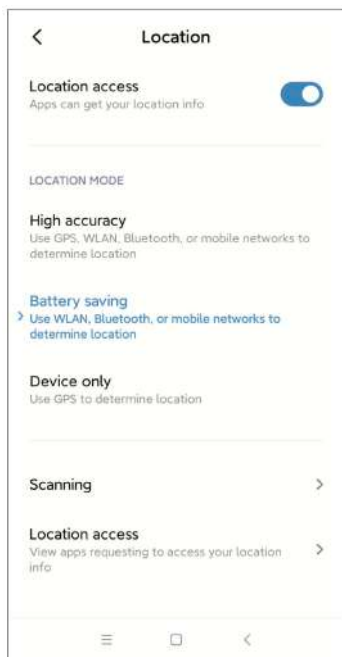 Location
Location access
Apps can get your location info
LOCATION MODE
High accuracy
Use GPS, WLAN, Bluetooth, or mobile networks to
determine location
Battery saving
Use WLAN, Bluetooth, or mobile networks to
determine location
Device only
Use GPS to determine location
Scanning
Location access
View apps requesting to access your location
info